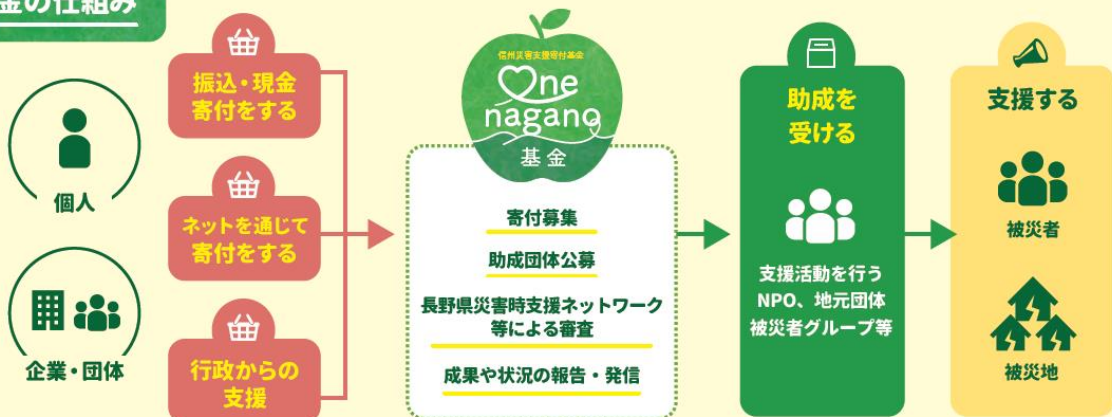 金の仕組み
個人
企業・団体
振込・現金
寄付をする
ネットを通じて
寄付をする
行政からの
支援
信州災害支援寄付基金
One
nagano
基金
寄付募集
助成団体公募
長野県災害時支援ネットワーク
等による審査
成果や状況の報告・発信
助成を
受ける
支援活動を行う
NPO、地元団体
被災者グループ等
支援する
被災者
被災地